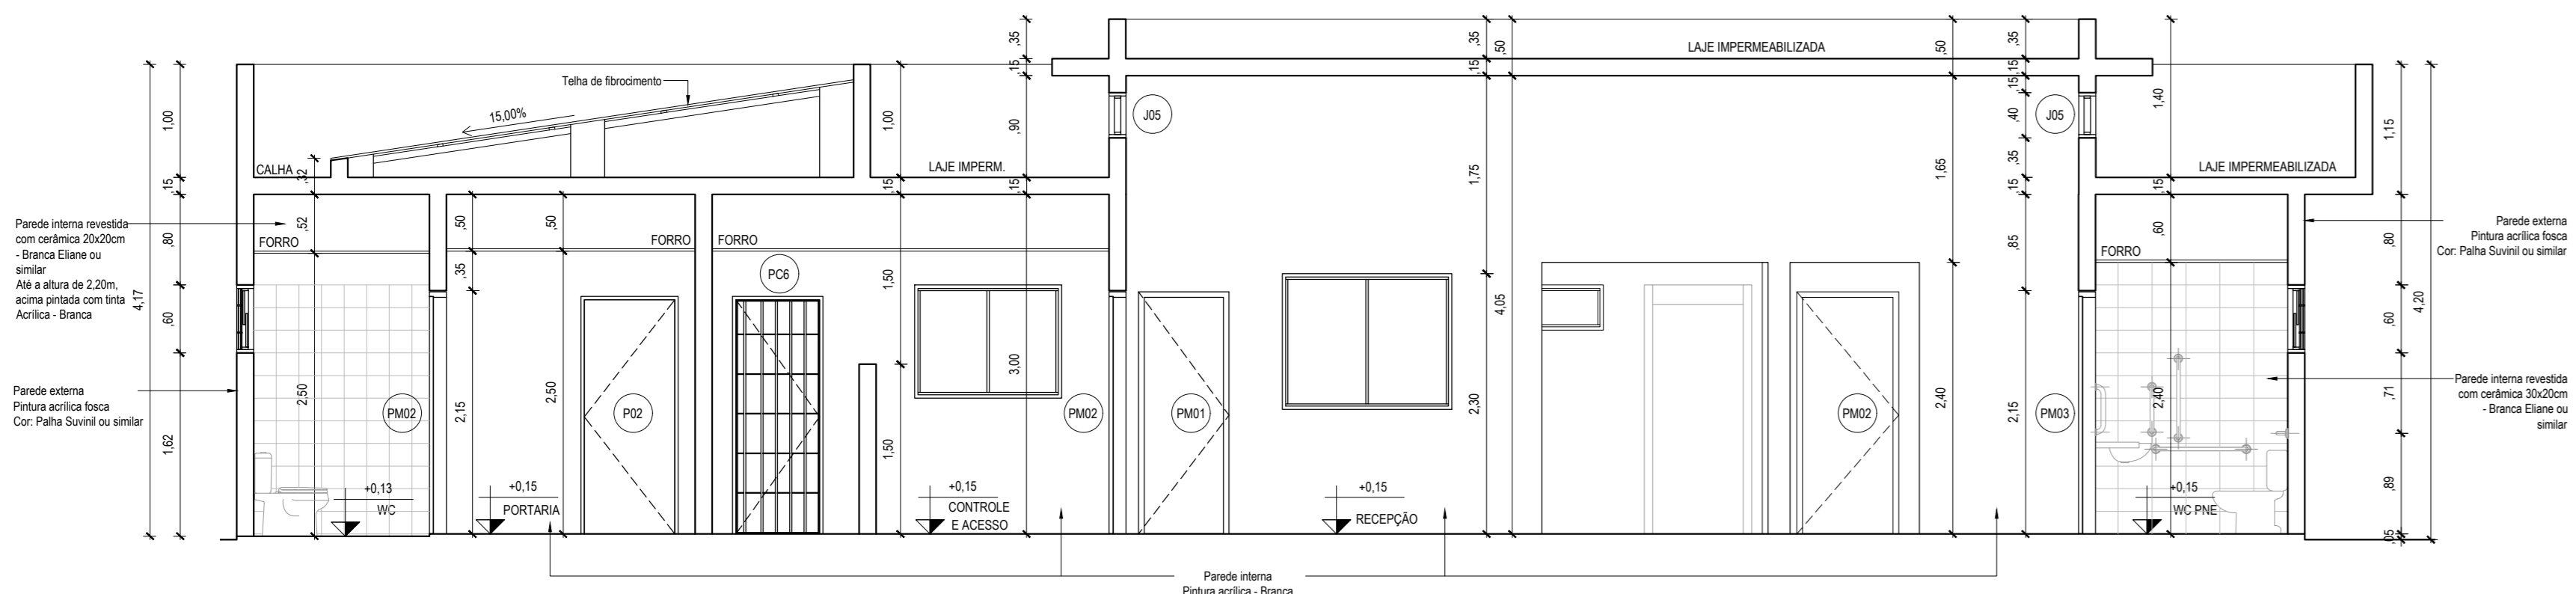 ,35
,15
,90
,15
3,00
,35
,15
1,75
2,30
,50
4,05
LAJE IMPERMEABILIZADA
,50
1,65
2,40
,35
,15
,15
,40
,35
,15
,85
2,15
1,40
,15
,60
2,40
1,15
,80
,60
,71
,89
,05
4,20
4,17
1,00
,15
,80
,60
1,62
Telha de fibrocimento
15,00%
CALHA
,32
,52
2,50
1,00
,15
1,50
1,50
LAJE IMPERM.
J05
J05
LAJE IMPERMEABILIZADA
Parede interna revestida
com cerâmica 20x20cm
- Branca Eliane ou
similar
Até a altura de 2,20m,
acima pintada com tinta
Acrílica - Branca
FORRO
,50
,35
2,15
,50
2,50
FORRO
FORRO
FORRO
Parede externa
Pintura acrílica fosca
Cor: Palha Suvinil ou similar
PC6
Parede externa
Pintura acrílica fosca
Cor: Palha Suvinil ou similar
PM02
P02
PM02
PM01
PM02
PM03
Parede interna revestida
com cerâmica 30x20cm
- Branca Eliane ou
similar
+0,13
WC
+0,15
PORTARIA
+0,15
CONTROLE
E ACESSO
+0,15
RECEPÇÃO
+0,15
WC PNE
Parede interna
Pintura acrílica - Branca